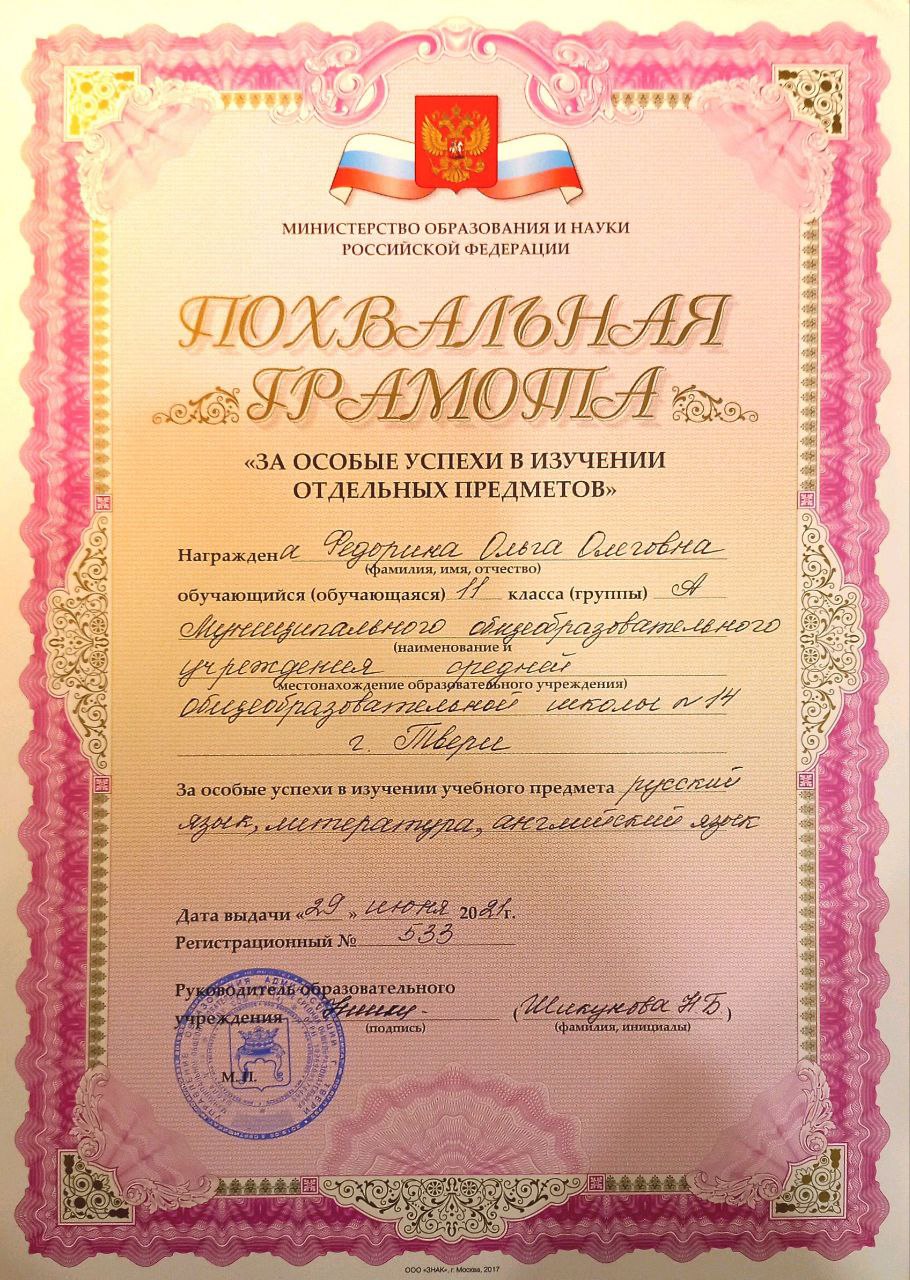 МИНИСТЕРСТВО ОБРАЗОВАНИЯ И НАУКИ
РОССИЙСКОЙ ФЕДЕРАЦИИ
ПОХВАЛЬНАЯ
ГРАМОТА
«ЗА ОСОБЫЕ УСПЕХИ В ИЗУЧЕНИИ
ОТДЕЛЬНЫХ ПРЕДМЕТОВ»
Награждена Федорина Ольга Олеговна
(фамилия, имя, отчество)
обучающийся (обучающаяся) 11 класса (группы) А
Муниципального общеобразовательного
(наименование и
учреждения средней
местонахождение образовательного учреждения)
общеобразовательной школы № 14
г. Твери
За особые успехи в изучении учебного предмета русский
язык, литература, английский язык
Дата выдачи «29» июня 2021г.
Регистрационный № 533
Руководитель образовательного
учреждения (Шикунова Н.Б.)
(подпись) (фамилия, инициалы)
М.П.
ООО «ЗНАК», г. Москва, 2017